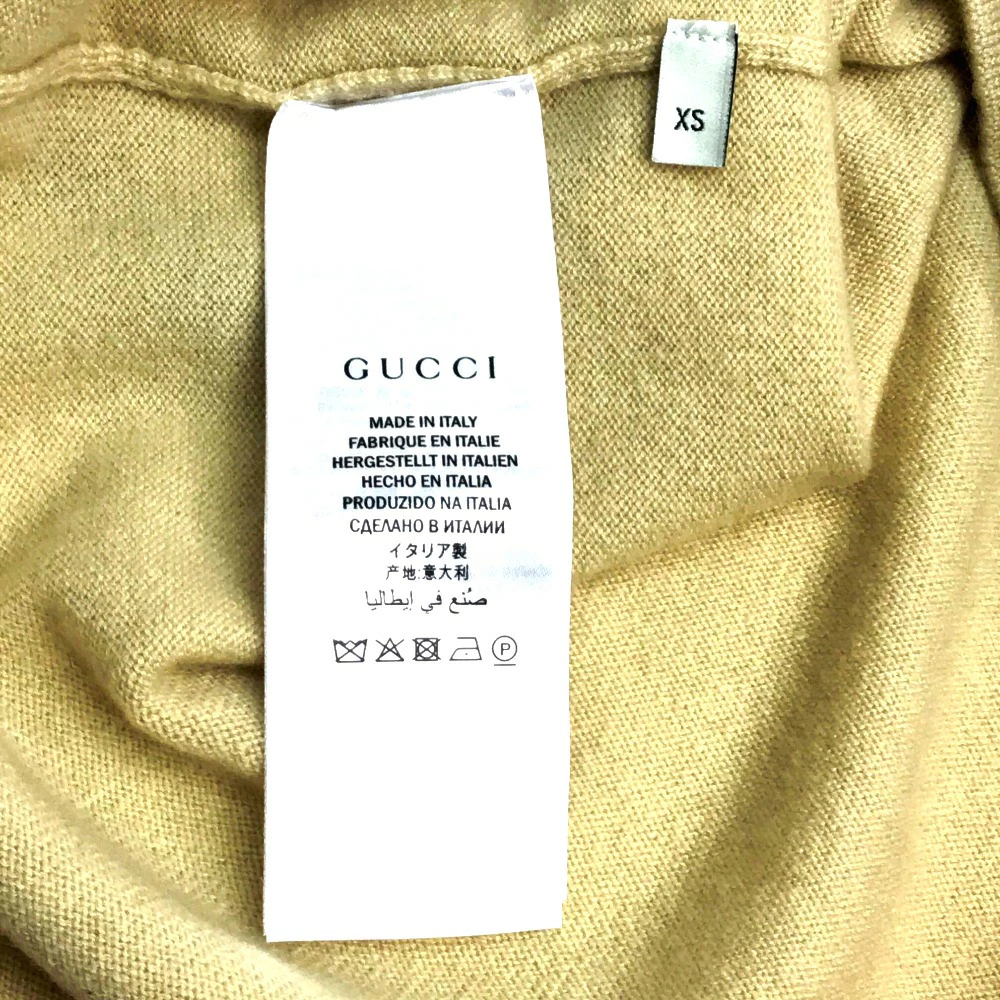 XS
GUCCI
MADE IN ITALY
FABRIQUE EN ITALIE
HERGESTELLT IN ITALIEN
HECHO EN ITALIA
PRODUZIDO NA ITALIA
СДЕЛАНО В ИТАЛИИ
イタリア製
产地:意大利
صُنع في إيطاليا
P